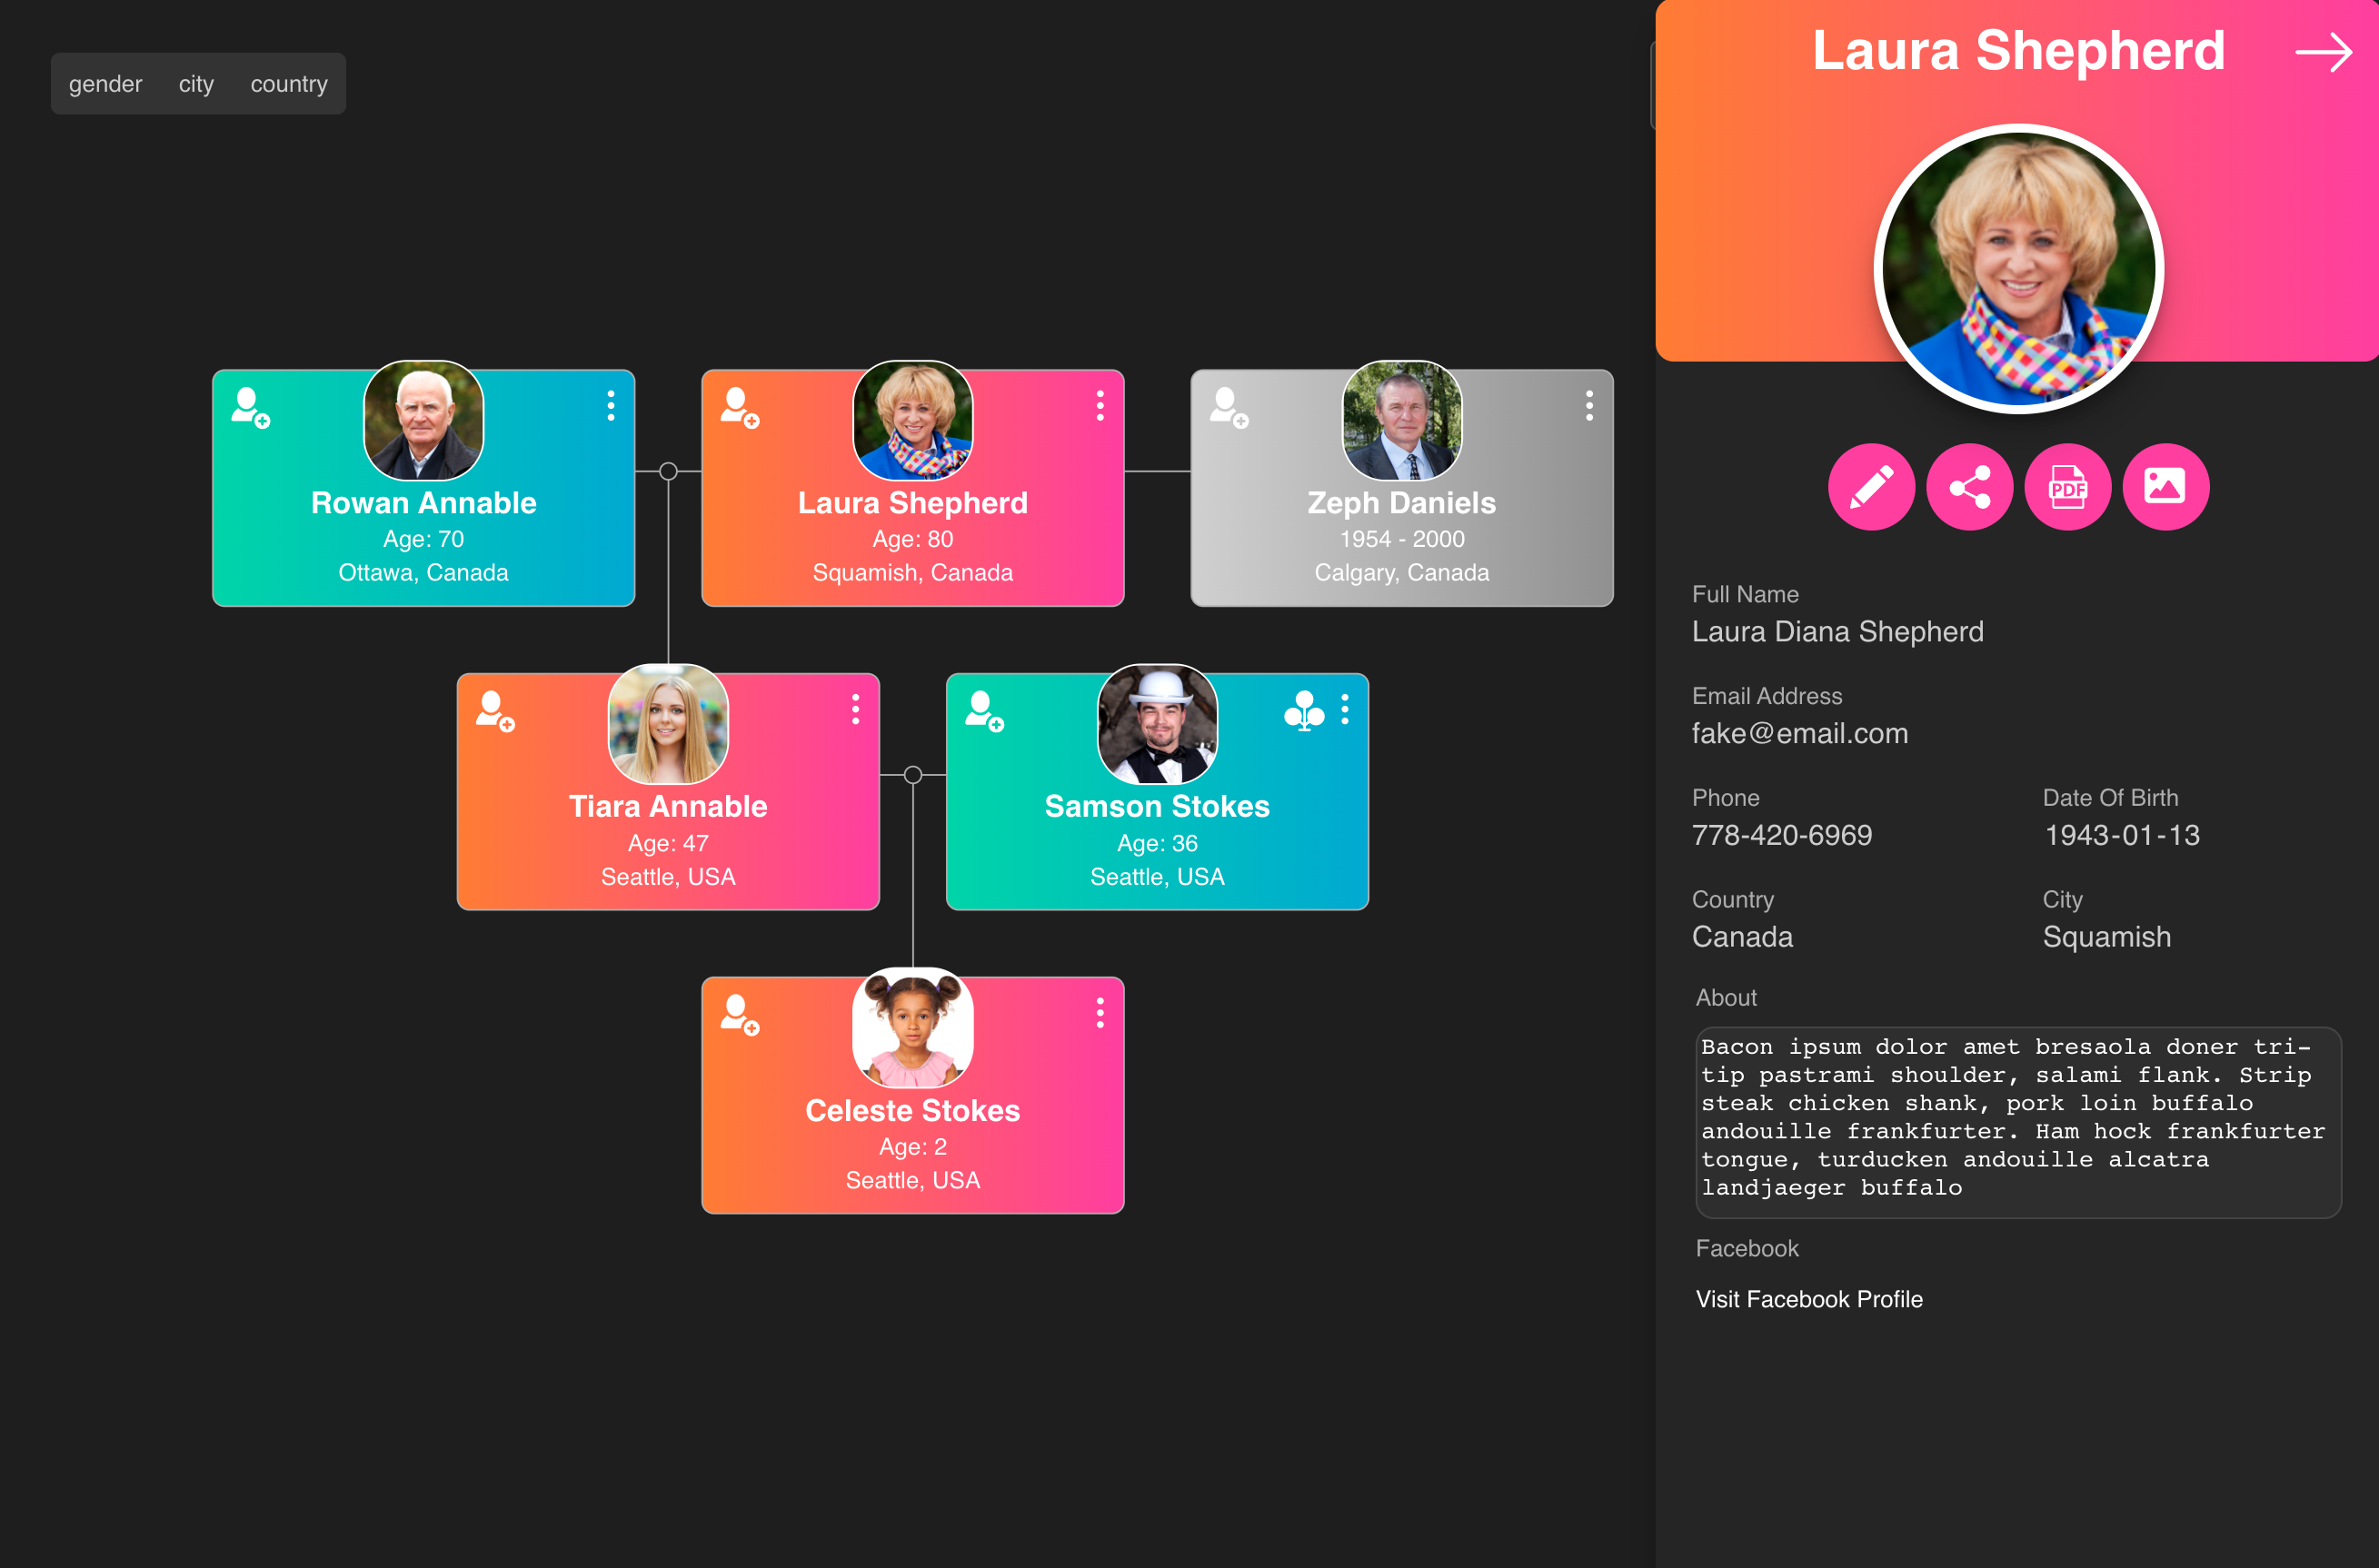 gender city country
Rowan Annable
Age: 70
Ottawa, Canada
Laura Shepherd
Age: 80
Squamish, Canada
Zeph Daniels
1954 - 2000
Calgary, Canada
Tiara Annable
Age: 47
Seattle, USA
Samson Stokes
Age: 36
Seattle, USA
Celeste Stokes
Age: 2
Seattle, USA
Laura Shepherd
PDF
Full Name
Laura Diana Shepherd
Email Address
fake@email.com
Phone
778-420-6969
Date Of Birth
1943-01-13
Country
Canada
City
Squamish
About
Bacon ipsum dolor amet bresaola doner tri-
tip pastrami shoulder, salami flank. Strip
steak chicken shank, pork loin buffalo
andouille frankfurter. Ham hock frankfurter
tongue, turducken andouille alcatra
landjaeger buffalo
Facebook
Visit Facebook Profile